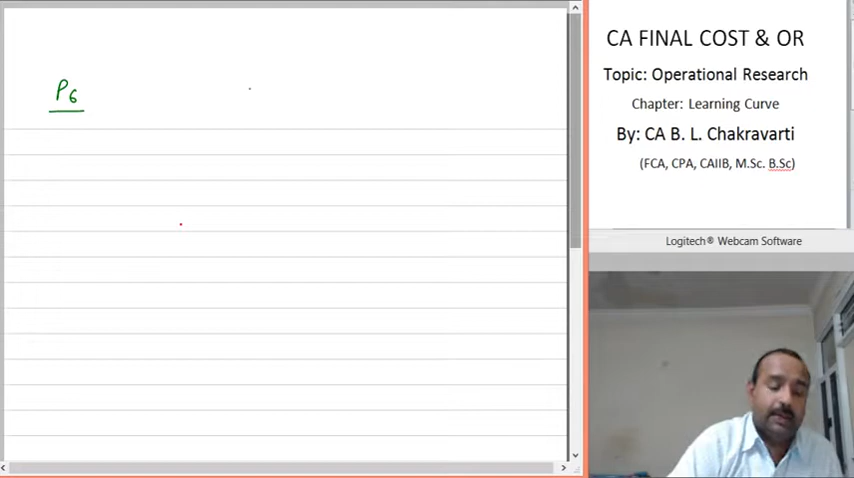 P6
CA FINAL COST & OR
Topic: Operational Research
Chapter: Learning Curve
By: CA B. L. Chakravarti
(FCA, CPA, CAIIB, M.Sc. B.Sc)
Logitech® Webcam Software